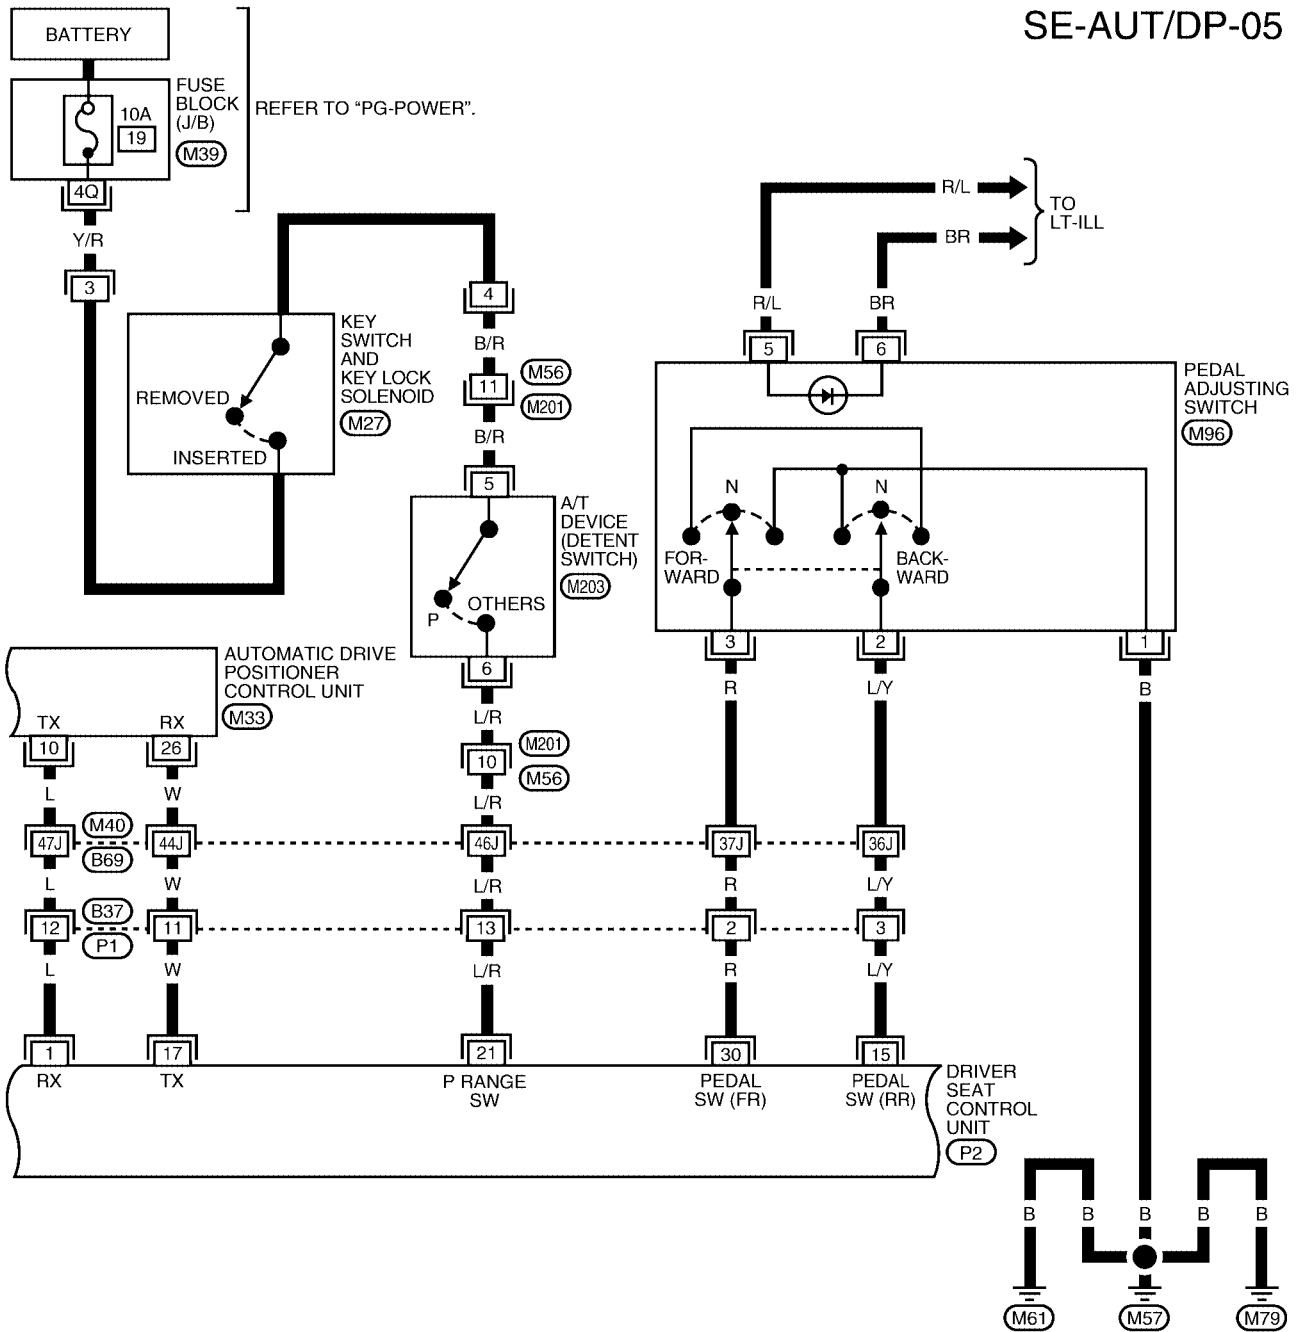 SE-AUT/DP-05
BATTERY
FUSE
BLOCK
(J/B)
10A
19
M39
REFER TO “PG-POWER”.
4Q
Y/R
3
R/L
BR
TO
LT-ILL
R/L
BR
5
6
KEY
SWITCH
AND
KEY LOCK
SOLENOID
M27
REMOVED
INSERTED
4
B/R
11
M56
M201
B/R
5
PEDAL
ADJUSTING
SWITCH
M96
N
N
FOR-
WARD
BACK-
WARD
A/T
DEVICE
(DETENT
SWITCH)
M203
P
OTHERS
3
2
1
6
R
L/Y
B
AUTOMATIC DRIVE
POSITIONER
CONTROL UNIT
M33
TX
RX
10
26
L/R
10
M201
M56
L
W
L/R
47J
M40
B69
44J
46J
37J
36J
L
W
L/R
R
L/Y
12
B37
P1
11
13
2
3
L
W
L/R
R
L/Y
1
17
21
30
15
RX
TX
P RANGE
SW
PEDAL
SW (FR)
PEDAL
SW (RR)
DRIVER
SEAT
CONTROL
UNIT
P2
B
B
B
B
B
M61
M57
M79